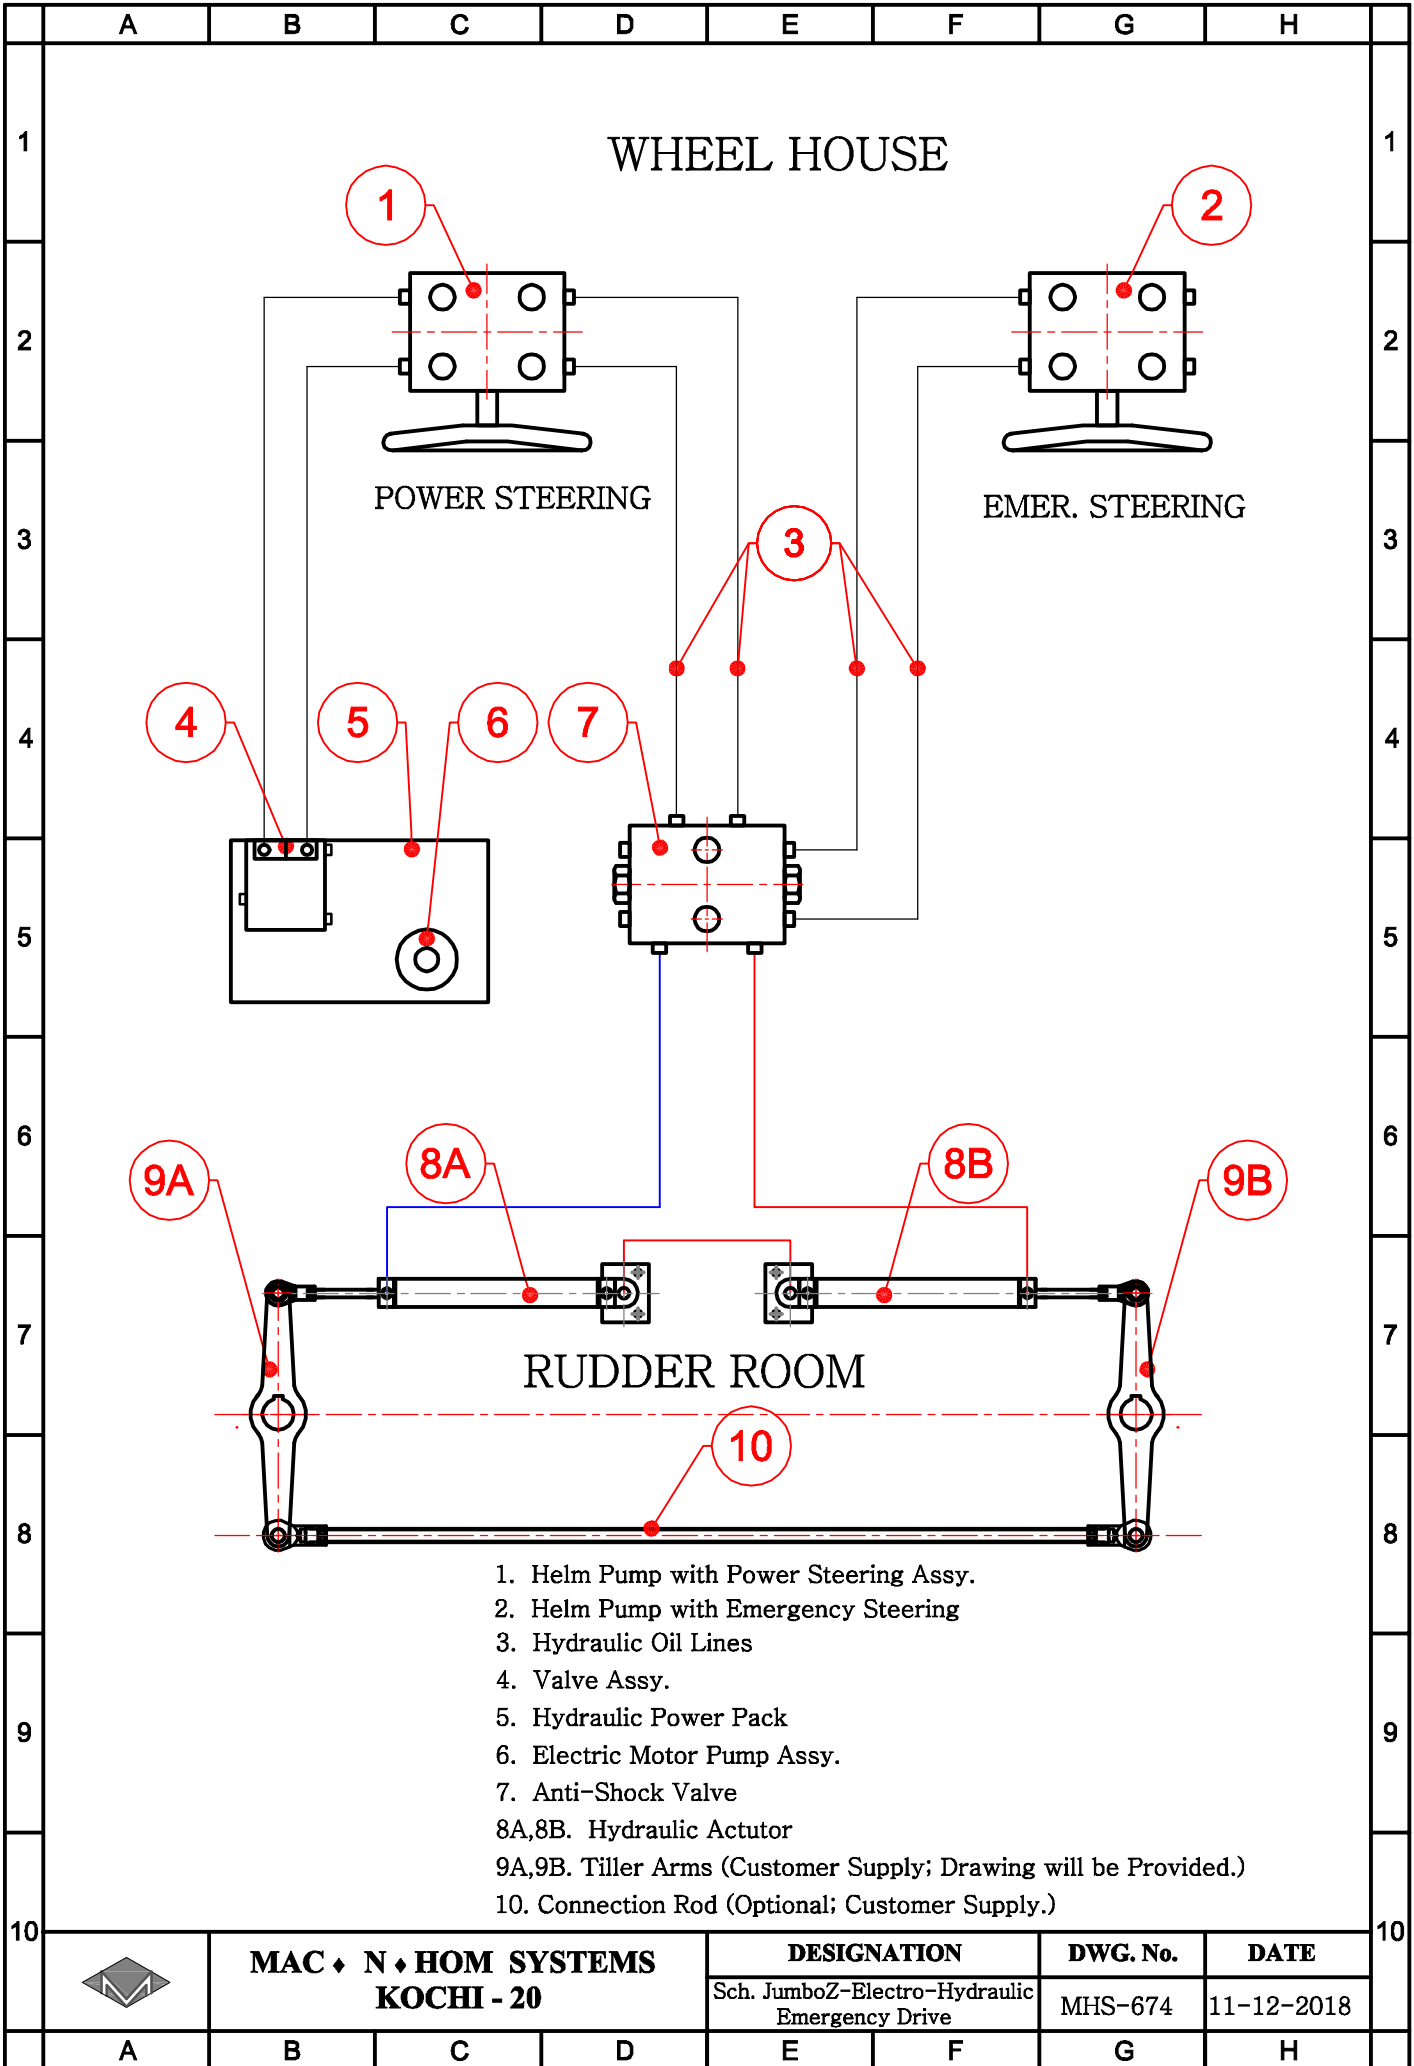 A B C D E F G H
1 WHEEL HOUSE 1
1 2
2 2
POWER STEERING EMER. STEERING
3 3 3
4 5 6 7
4 4
5 5
6 6
9A 8A 8B 9B
7 7
RUDDER ROOM
10
8 8
1. Helm Pump with Power Steering Assy.
2. Helm Pump with Emergency Steering
3. Hydraulic Oil Lines
4. Valve Assy.
5. Hydraulic Power Pack
9 9
6. Electric Motor Pump Assy.
7. Anti-Shock Valve
8A,8B. Hydraulic Actutor
9A,9B. Tiller Arms (Customer Supply; Drawing will be Provided.)
10. Connection Rod (Optional; Customer Supply.)
10 10
MAC ♦ N ♦ HOM SYSTEMS
KOCHI - 20
DESIGNATION DWG. No. DATE
Sch. JumboZ-Electro-Hydraulic
Emergency Drive
MHS-674 11-12-2018
A B C D E F G H